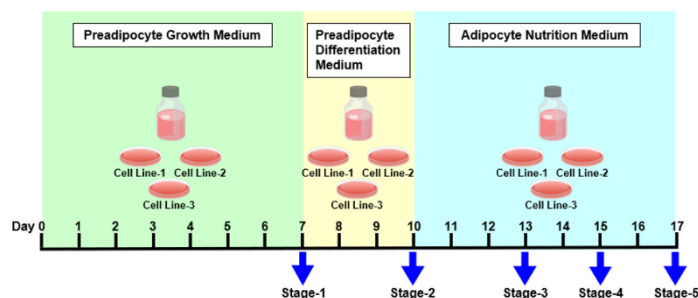 Preadipocyte Growth Medium
Preadipocyte
Differentiation
Medium
Adipocyte Nutrition Medium
Cell Line-1 Cell Line-2
Cell Line-3
Cell Line-1 Cell Line-2
Cell Line-3
Cell Line-1 Cell Line-2
Cell Line-3
Day 0 1 2 3 4 5 6 7 8 9 10 11 12 13 14 15 16 17
Stage-1 Stage-2 Stage-3 Stage-4 Stage-5